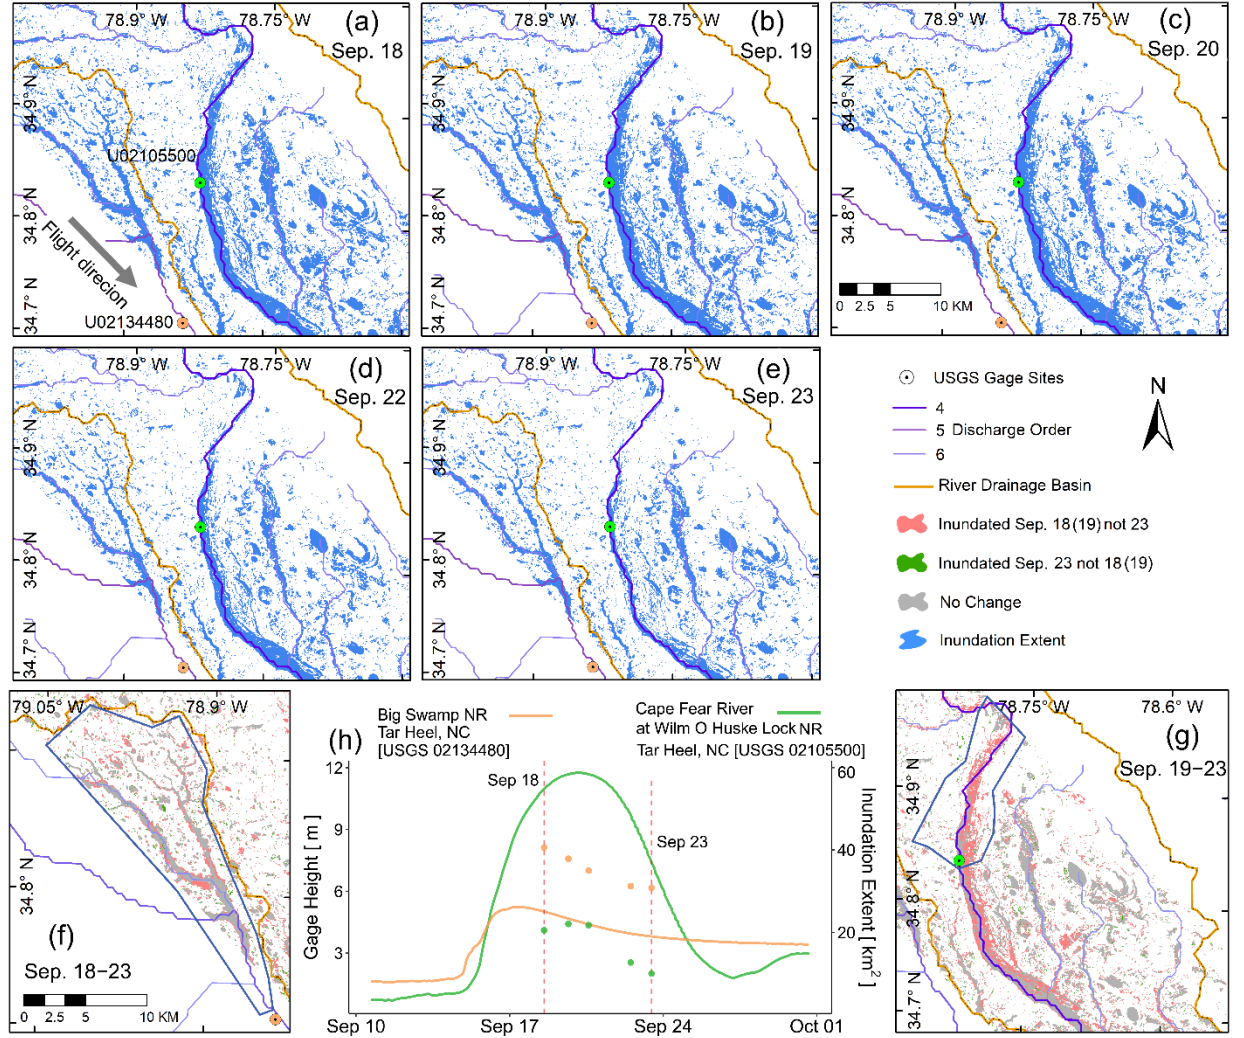 78.9° W
78.75° W
(a)
Sep. 18
34.9° N
U02105500
34.8° N
Flight direcion
34.7° N
U02134480
78.9° W
78.75° W
(b)
Sep. 19
34.9° N
34.8° N
34.7° N
78.9° W
78.75° W
(c)
Sep. 20
34.9° N
34.8° N
34.7° N
0 2.5 5 10 KM
78.9° W
78.75° W
(d)
Sep. 22
34.9° N
34.8° N
34.7° N
78.9° W
78.75° W
(e)
Sep. 23
34.9° N
34.8° N
34.7° N
USGS Gage Sites
N
4
5 Discharge Order
6
River Drainage Basin
Inundated Sep. 18(19) not 23
Inundated Sep. 23 not 18(19)
No Change
Inundation Extent
79.05° W
78.9° W
34.8° N
(f)
Sep. 18–23
0 2.5 5 10 KM
(h)
Big Swamp NR
Tar Heel, NC
[USGS 02134480]
Cape Fear River
at Wilm O Huske Lock NR
Tar Heel, NC [USGS 02105500]
Sep 18
Sep 23
Gage Height [ m ]
12
9
6
3
60
40
20
Inundation Extent [ km2 ]
Sep 10
Sep 17
Sep 24
Oct 01
78.75° W
78.6° W
(g)
Sep. 19–23
34.9° N
34.8° N
34.7° N